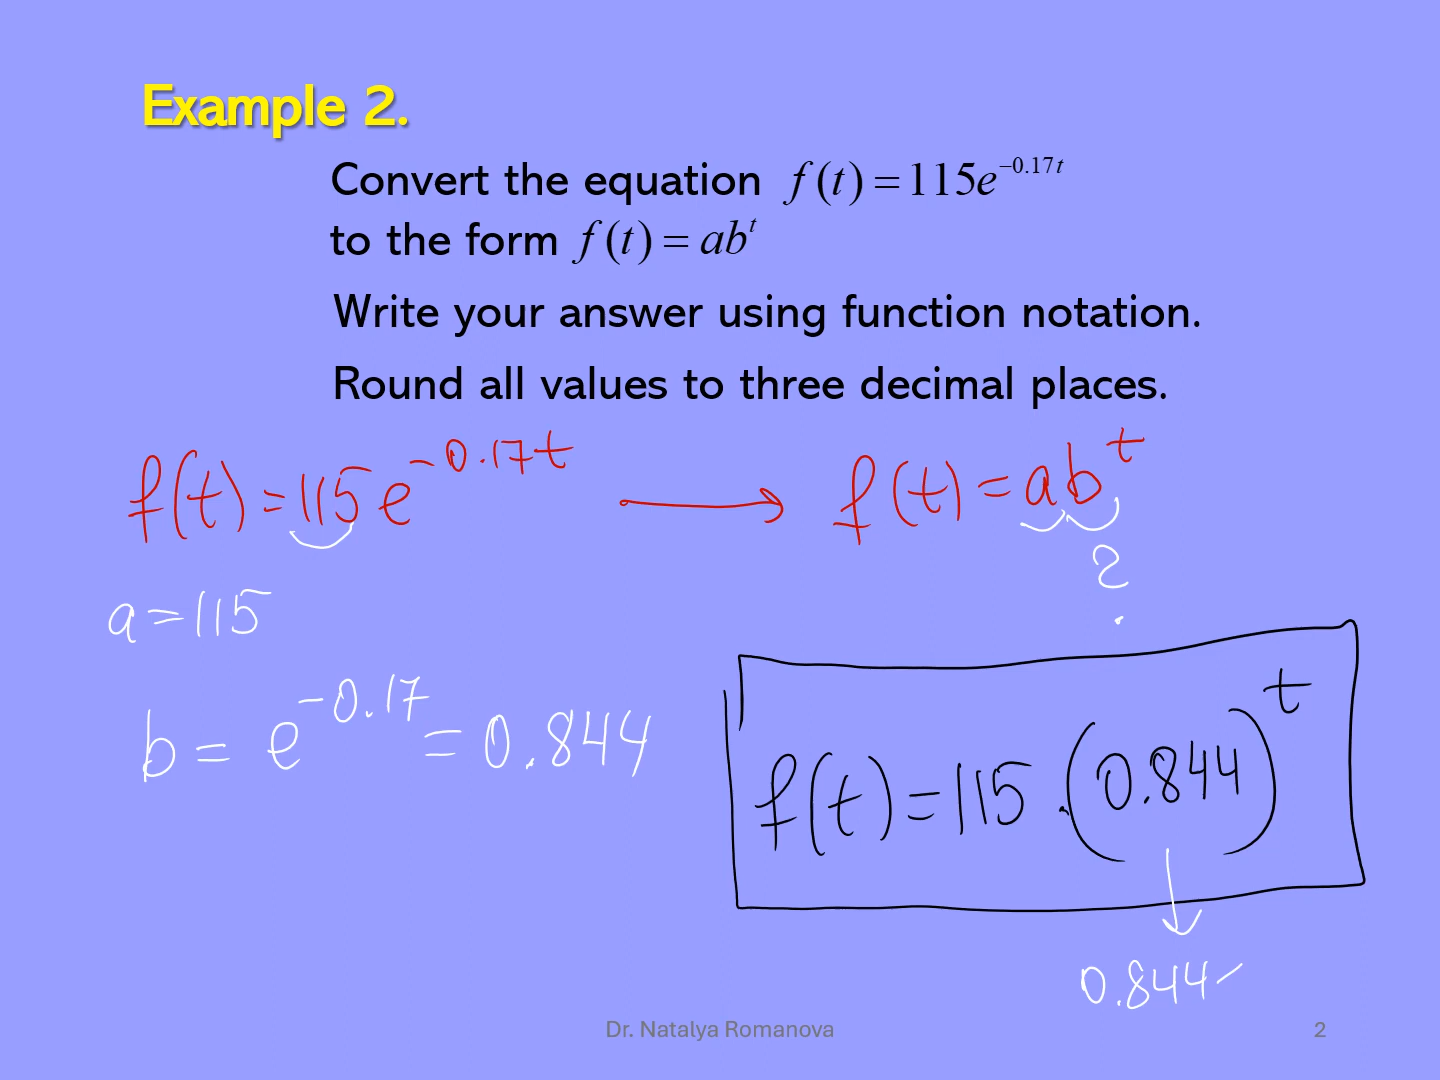 Example 2.
Convert the equation f(t) = 115e^{-0.17t}
to the form f(t) = ab^t
Write your answer using function notation.
Round all values to three decimal places.
f(t) = 115e^{-0.17t} → f(t) = ab^t
?
a = 115
b = e^{-0.17} = 0.844
f(t) = 115 · (0.844)^t
0.844
Dr. Natalya Romanova
2